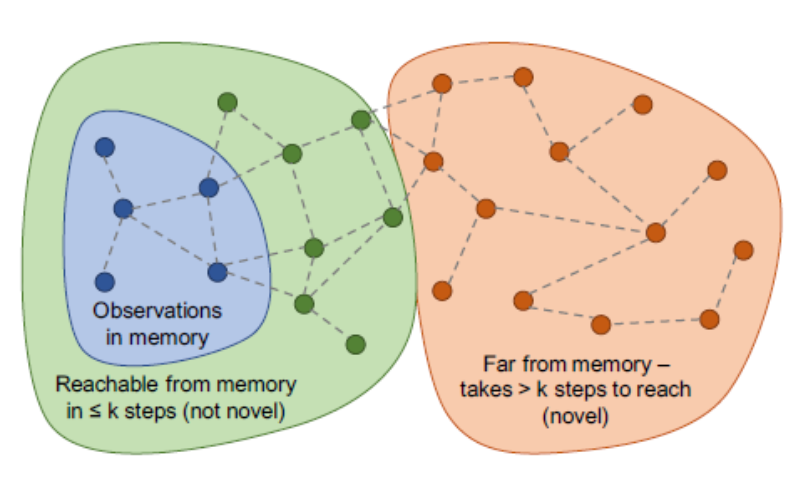 Observations
in memory
Reachable from memory
in ≤ k steps (not novel)
Far from memory –
takes > k steps to reach
(novel)